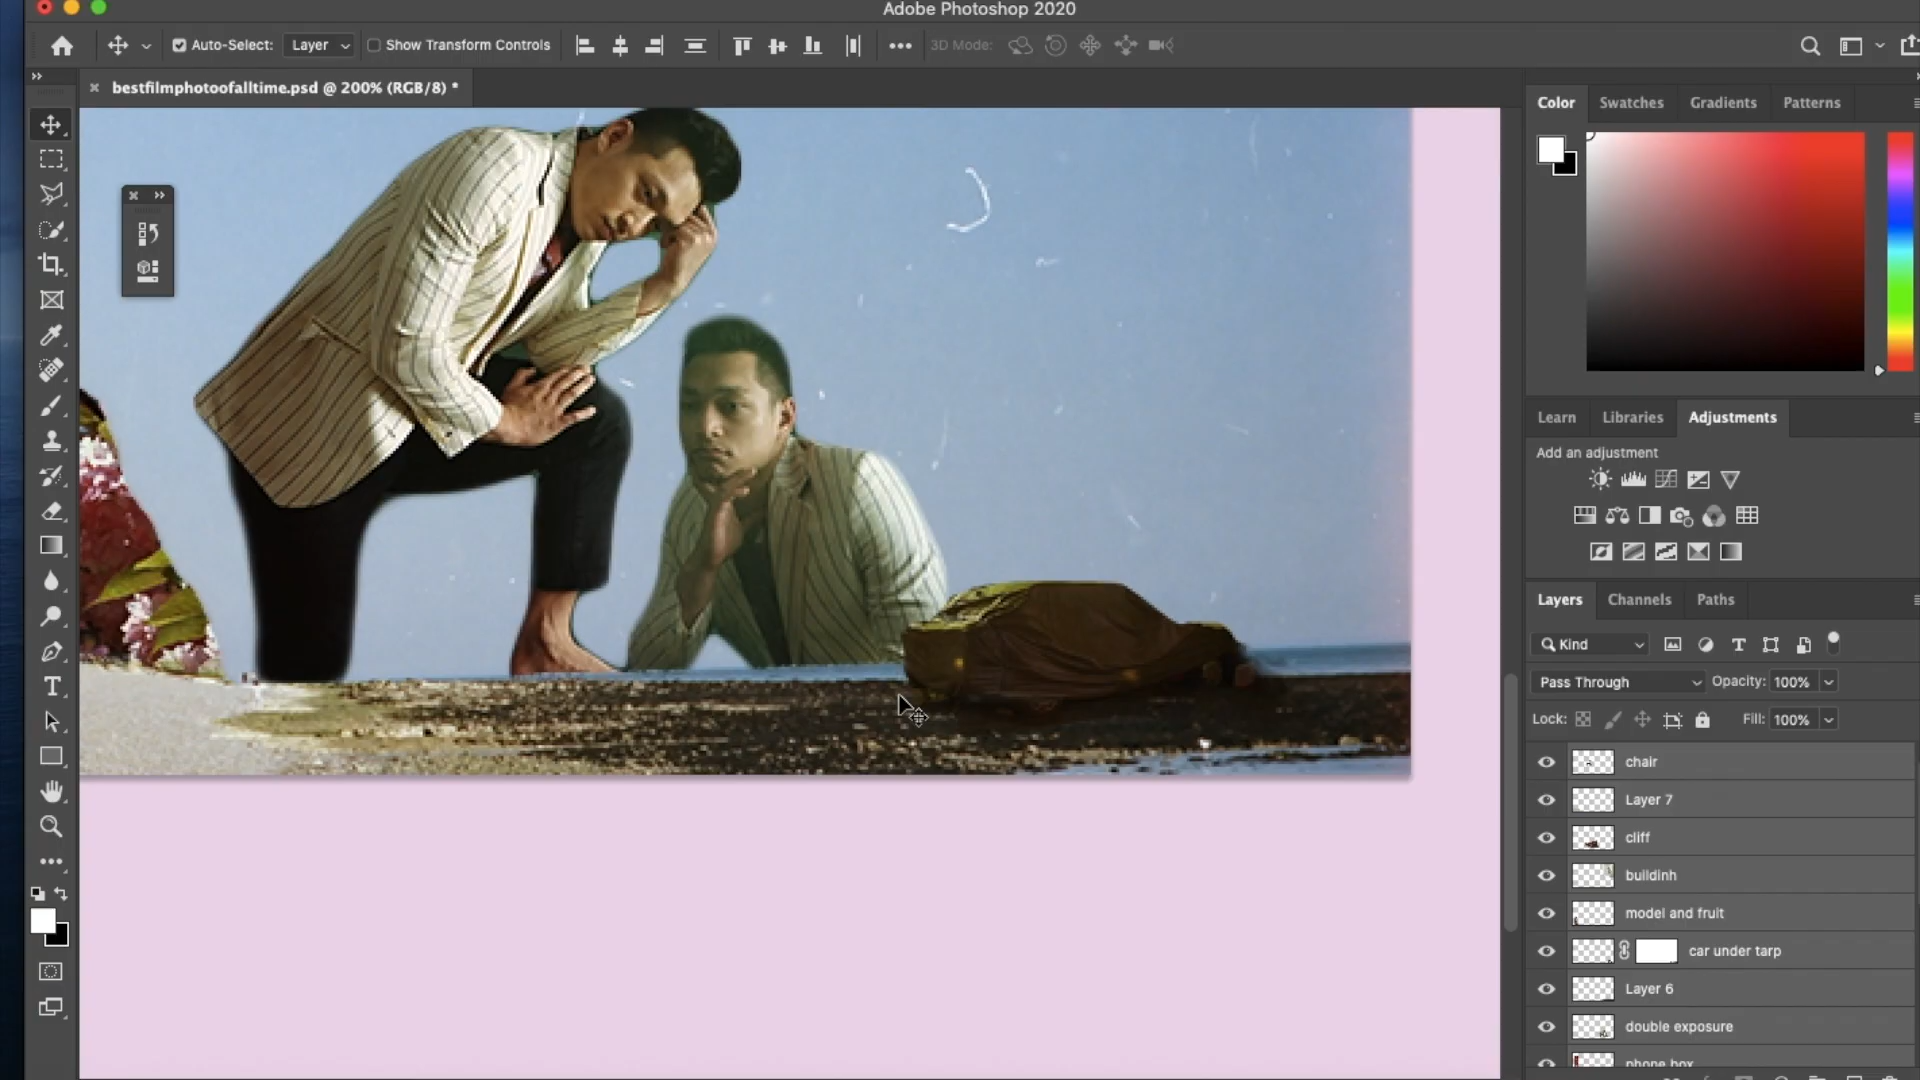 Adobe Photoshop 2020
Auto-Select: Layer Show Transform Controls 3D Mode:
bestfilmphotoofalltime.psd @ 200% (RGB/8) *
Color Swatches Gradients Patterns
Learn Libraries Adjustments
Add an adjustment
Layers Channels Paths
Kind
Pass Through Opacity: 100%
Lock: Fill: 100%
chair
Layer 7
cliff
buildinh
model and fruit
car under tarp
Layer 6
double exposure
phone box